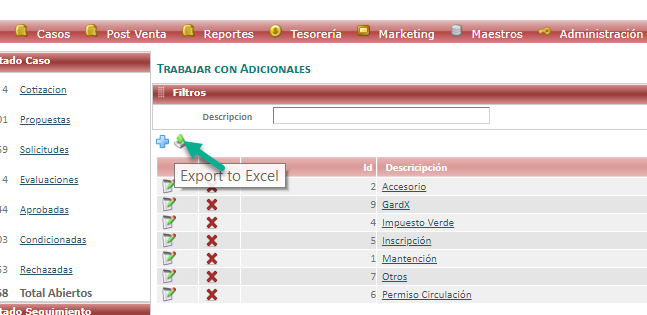 Casos Post Venta Reportes Tesorería Marketing Maestros Administración
tado Caso
4 Cotizacion
01 Propuestas
59 Solicitudes
4 Evaluaciones
44 Aprobadas
03 Condicionadas
53 Rechazadas
58 Total Abiertos
tado Seguimiento
TRABAJAR CON ADICIONALES
Filtros
Descripcion
Export to Excel
Id Descricipción
2 Accesorio
9 GardX
4 Impuesto Verde
5 Inscripción
1 Mantención
7 Otros
6 Permiso Circulación